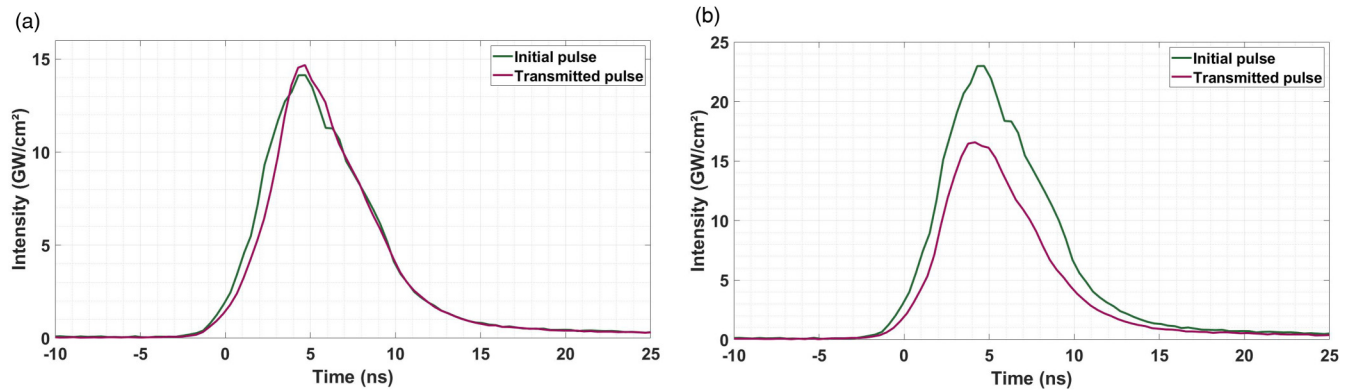 (a)
Intensity (GW/cm²)
15
10
5
0
Initial pulse
Transmitted pulse
-10 -5 0 5 10 15 20 25
Time (ns)
(b)
Intensity (GW/cm²)
25
20
15
10
5
0
Initial pulse
Transmitted pulse
-10 -5 0 5 10 15 20 25
Time (ns)